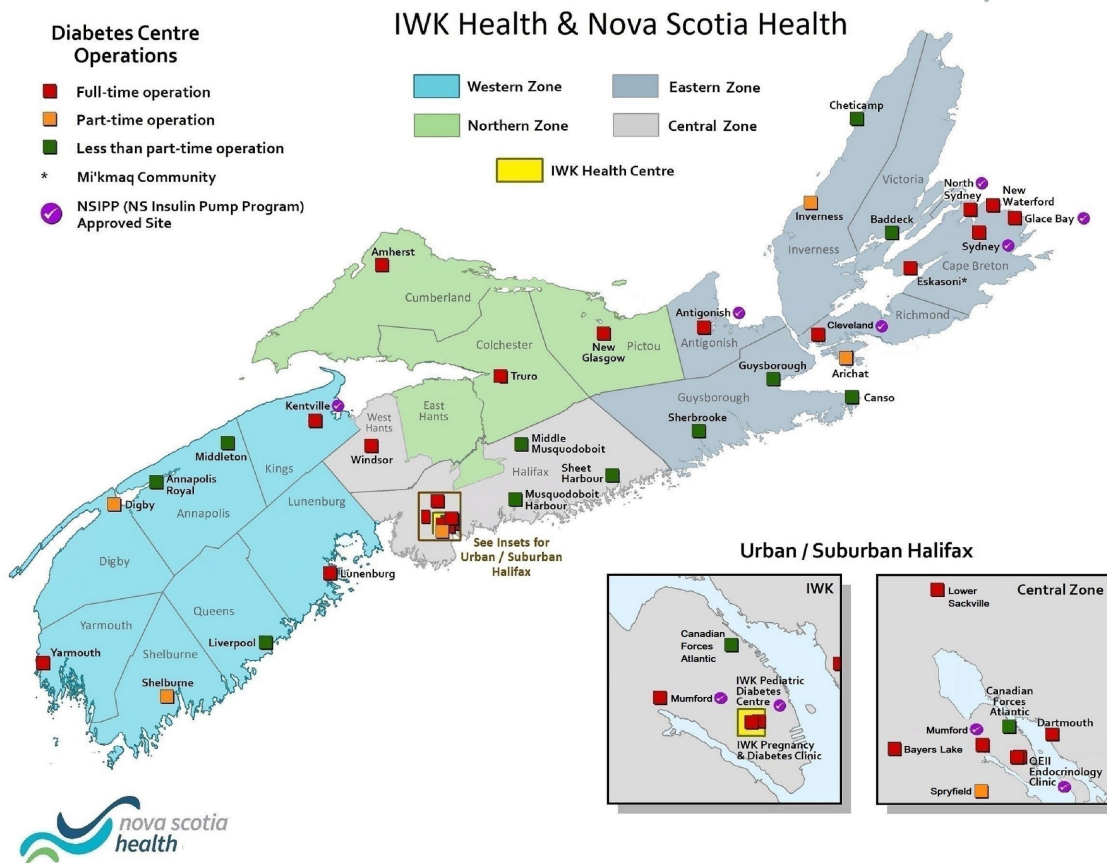 IWK Health & Nova Scotia Health
Diabetes Centre
Operations
Full-time operation
Part-time operation
Less than part-time operation
* Mi'kmaq Community
NSIPP (NS Insulin Pump Program)
Approved Site
Western Zone
Eastern Zone
Northern Zone
Central Zone
IWK Health Centre
Cheticamp
Victoria
North
Sydney
New
Waterford
Glace Bay
Inverness
Baddeck
Sydney
Inverness
Cape Breton
Eskasoni*
Richmond
Amherst
Cumberland
Antigonish
Antigonish
Cleveland
Colchester
New
Glasgow
Pictou
Arichat
Truro
Guysborough
Guysborough
Canso
Kentville
West
Hants
East
Hants
Sherbrooke
Middleton
Kings
Windsor
Middle
Musquodoboit
Halifax
Sheet
Harbour
Annapolis
Royal
Lunenburg
Musquodoboit
Harbour
Digby
Annapolis
See Insets for
Urban / Suburban
Halifax
Digby
Lunenburg
Queens
Yarmouth
Liverpool
Shelburne
Yarmouth
Shelburne
Urban / Suburban Halifax
IWK
Canadian
Forces
Atlantic
Mumford
IWK Pediatric
Diabetes
Centre
IWK Pregnancy
& Diabetes Clinic
Central Zone
Lower
Sackville
Canadian
Forces
Atlantic
Mumford
Dartmouth
Bayers Lake
QEII
Endocrinology
Clinic
Spryfield
nova scotia
health